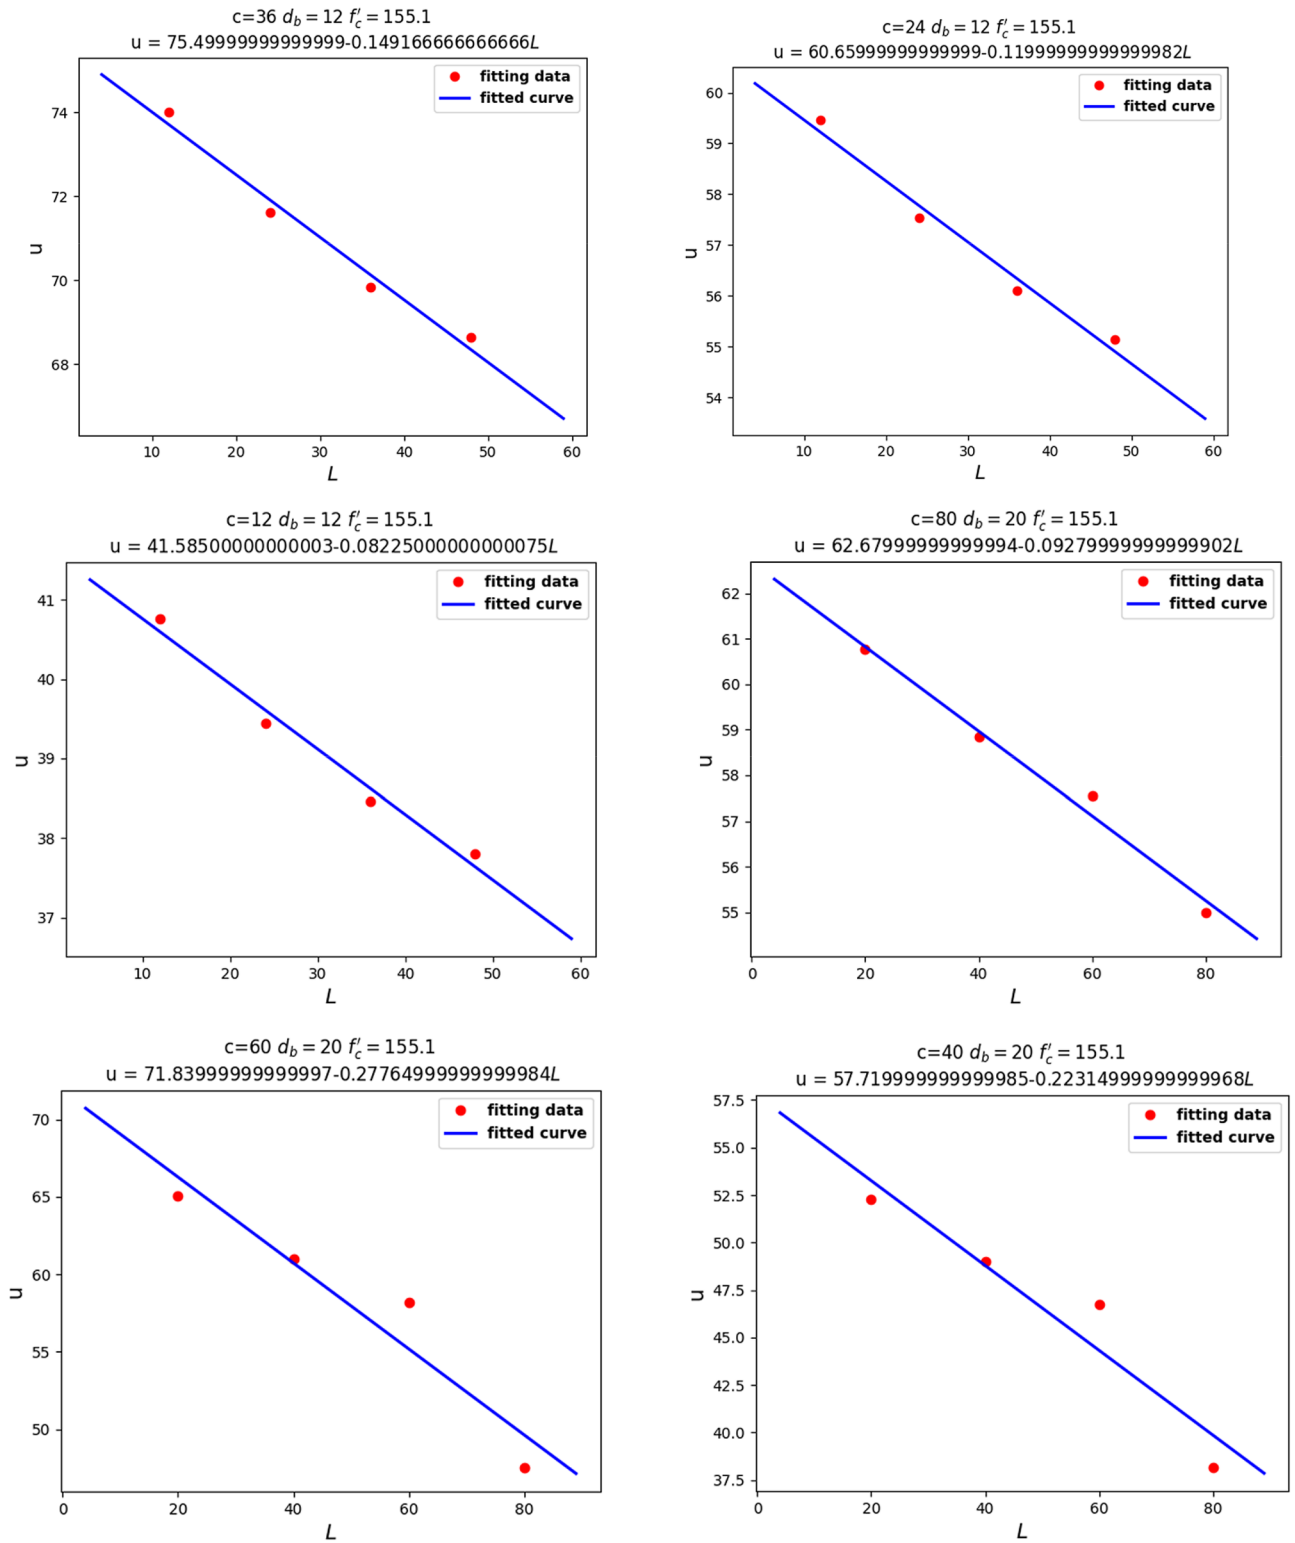 c=36 d_b = 12 f'_c = 155.1
u = 75.49999999999999-0.149166666666666L
fitting data
fitted curve
74
72
70
68
u
10 20 30 40 50 60
L
c=24 d_b = 12 f'_c = 155.1
u = 60.65999999999999-0.11999999999999982L
fitting data
fitted curve
60
59
58
57
56
55
54
u
10 20 30 40 50 60
L
c=12 d_b = 12 f'_c = 155.1
u = 41.58500000000003-0.08225000000000075L
fitting data
fitted curve
41
40
39
38
37
u
10 20 30 40 50 60
L
c=80 d_b = 20 f'_c = 155.1
u = 62.67999999999994-0.09279999999999902L
fitting data
fitted curve
62
61
60
59
58
57
56
55
u
0 20 40 60 80
L
c=60 d_b = 20 f'_c = 155.1
u = 71.83999999999997-0.27764999999999984L
fitting data
fitted curve
70
65
60
55
50
u
0 20 40 60 80
L
c=40 d_b = 20 f'_c = 155.1
u = 57.719999999999985-0.22314999999999968L
fitting data
fitted curve
57.5
55.0
52.5
50.0
47.5
45.0
42.5
40.0
37.5
u
0 20 40 60 80
L